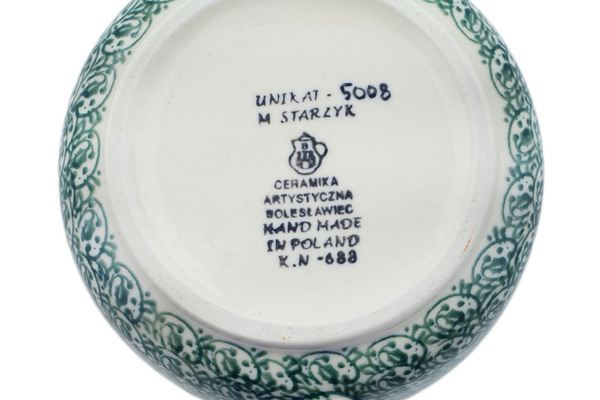 UNIKAT - 5008
M STARZYK
B
CERAMIKA
ARTYSTYCZNA
BOLESŁAWIEC
HAND MADE
IN POLAND
K.N -688